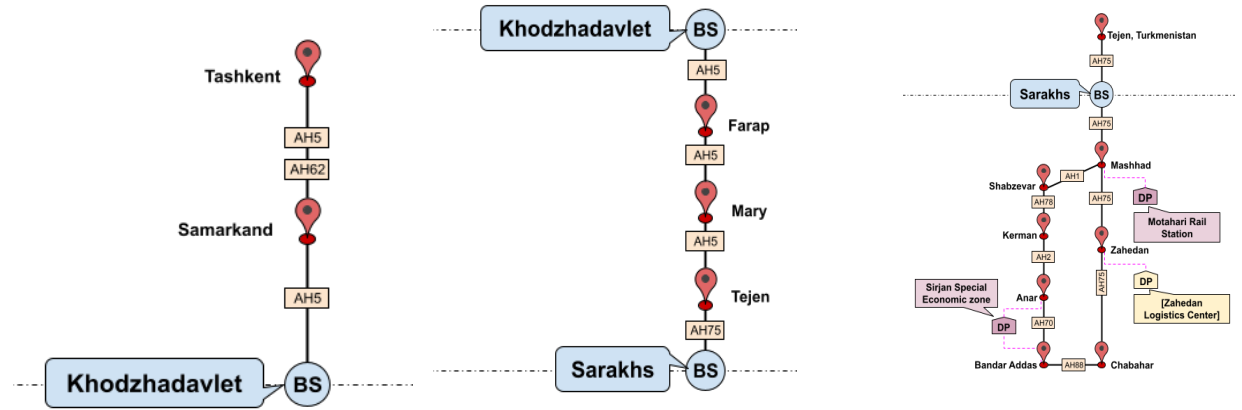 Tashkent
AH5
AH62
Samarkand
AH5
Khodzhadavlet
BS
Khodzhadavlet
BS
AH5
Farap
AH5
Mary
AH5
Tejen
AH75
Sarakhs
BS
Tejen, Turkmenistan
AH75
Sarakhs
BS
AH75
Mashhad
AH1
Shabzevar
AH78
AH75
DP
Motahari Rail
Station
Kerman
Zahedan
AH2
AH75
DP
[Zahedan
Logistics Center]
Sirjan Special
Economic zone
Anar
DP
AH70
Bandar Addas
AH88
Chabahar